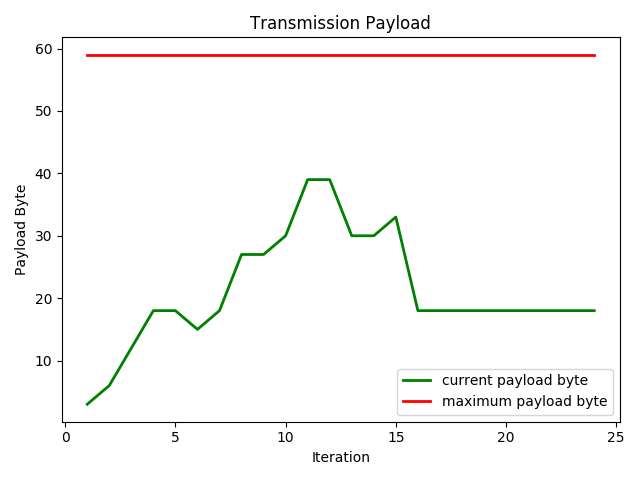 Transmission Payload
60
50
40
30
20
10
Payload Byte
current payload byte
maximum payload byte
0 5 10 15 20 25
Iteration